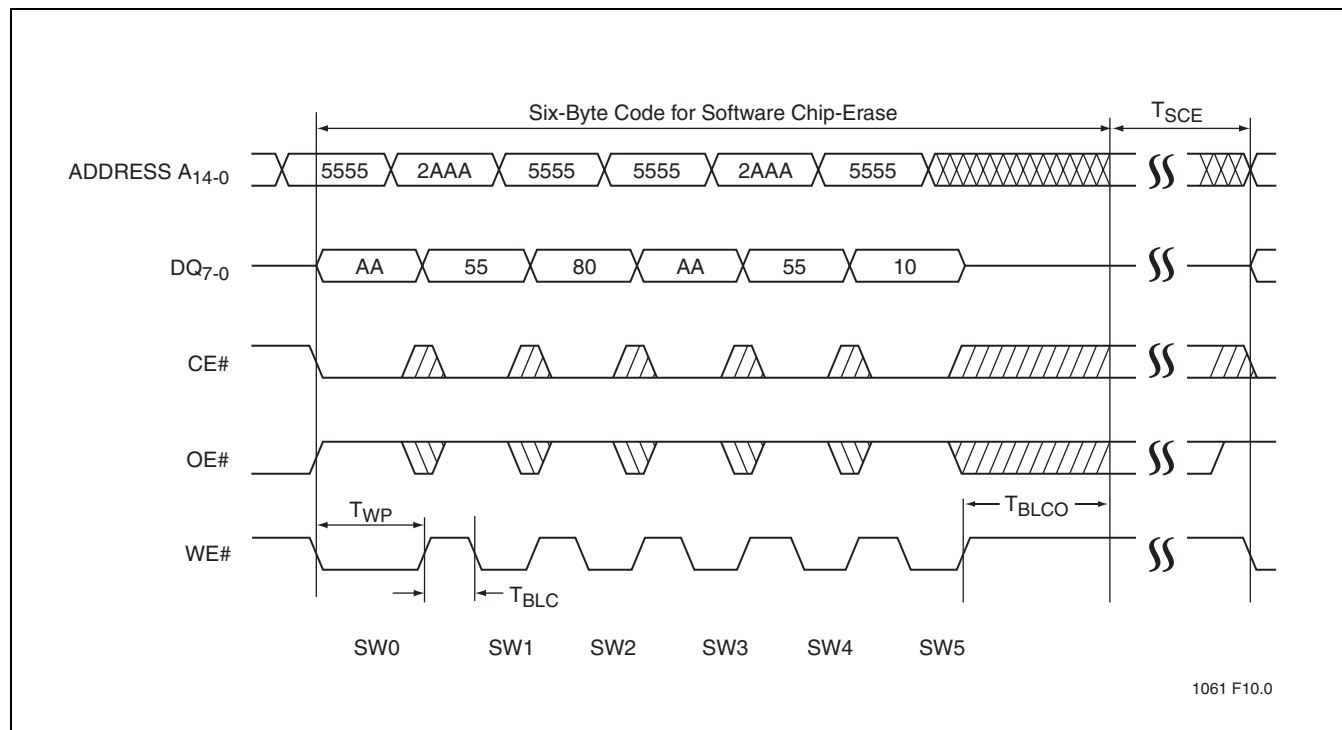 Six-Byte Code for Software Chip-Erase TSCE
ADDRESS A14-0 5555 2AAA 5555 5555 2AAA 5555
DQ7-0 AA 55 80 AA 55 10
CE#
OE#
TWP TBLCO
WE#
TBLC
SW0 SW1 SW2 SW3 SW4 SW5
1061 F10.0